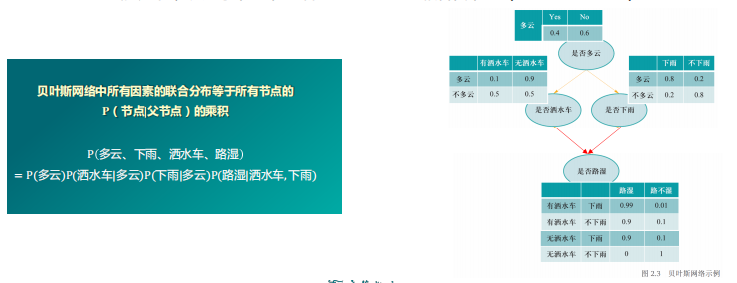 贝叶斯网络中所有因素的联合分布等于所有节点的
P（节点|父节点）的乘积
P(多云、下雨、洒水车、路湿)
= P(多云)P(洒水车|多云)P(下雨|多云)P(路湿|洒水车,下雨)
多云 Yes No
0.4 0.6
是否多云
有洒水车 无洒水车
多云 0.1 0.9
不多云 0.5 0.5
下雨 不下雨
多云 0.8 0.2
不多云 0.2 0.8
是否洒水车
是否下雨
是否路湿
路湿 路不湿
有洒水车 下雨 0.99 0.01
有洒水车 不下雨 0.9 0.1
无洒水车 下雨 0.9 0.1
无洒水车 不下雨 0 1
图 2.3 贝叶斯网络示例